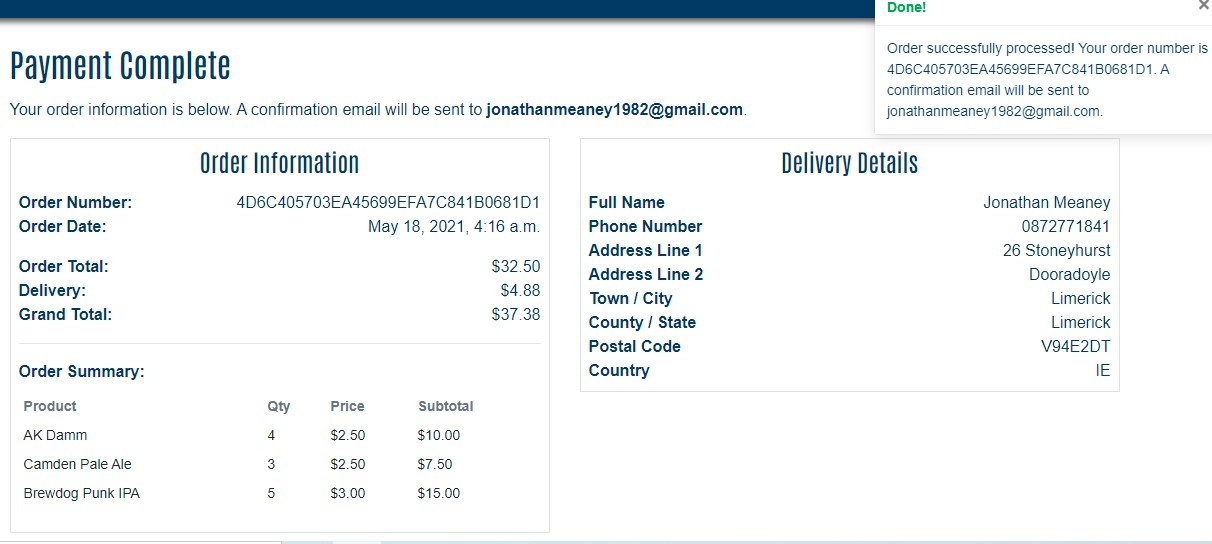 Done!
×
Order successfully processed! Your order number is
4D6C405703EA45699EFA7C841B0681D1. A
confirmation email will be sent to
jonathanmeaney1982@gmail.com.
Payment Complete
Your order information is below. A confirmation email will be sent to jonathanmeaney1982@gmail.com.
Order Information
Order Number: 4D6C405703EA45699EFA7C841B0681D1
Order Date: May 18, 2021, 4:16 a.m.
Order Total: $32.50
Delivery: $4.88
Grand Total: $37.38
Order Summary:
Product Qty Price Subtotal
AK Damm 4 $2.50 $10.00
Camden Pale Ale 3 $2.50 $7.50
Brewdog Punk IPA 5 $3.00 $15.00
Delivery Details
Full Name Jonathan Meaney
Phone Number 0872771841
Address Line 1 26 Stoneyhurst
Address Line 2 Dooradoyle
Town / City Limerick
County / State Limerick
Postal Code V94E2DT
Country IE